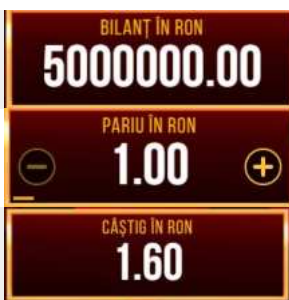 BILANȚ ÎN RON
5000000.00
PARIU ÎN RON
1.00
CÂȘTIG ÎN RON
1.60